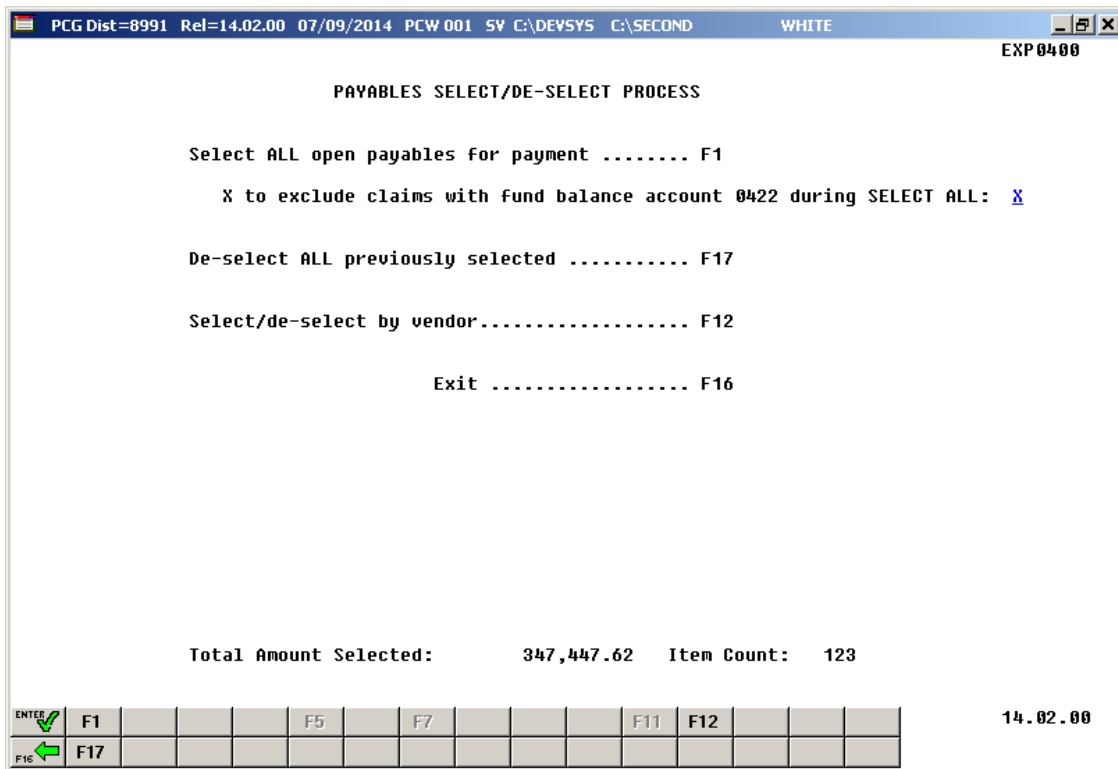 PCG Dist=8991 Rel=14.02.00 07/09/2014 PCW 001 SV C:\DEVSYS C:\SECOND WHITE
EXP0400
PAYABLES SELECT/DE-SELECT PROCESS
Select ALL open payables for payment ........ F1
X to exclude claims with fund balance account 0422 during SELECT ALL: X
De-select ALL previously selected ........... F17
Select/de-select by vendor................... F12
Exit .................. F16
Total Amount Selected: 347,447.62 Item Count: 123
ENTER F1 F5 F7 F11 F12 14.02.00
F16 F17